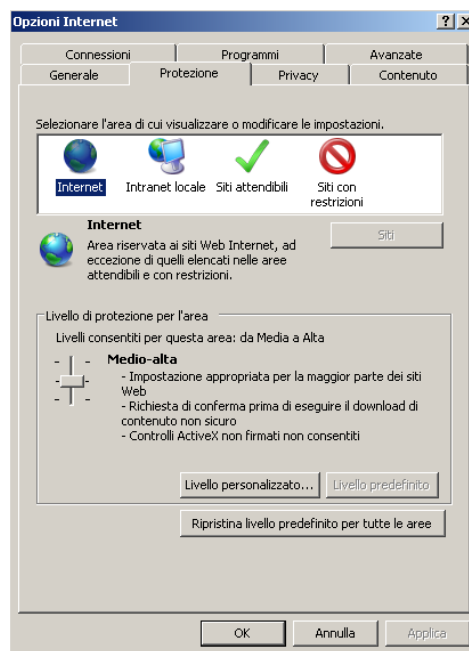 Opzioni Internet
Connessioni Programmi Avanzate
Generale Protezione Privacy Contenuto
Selezionare l'area di cui visualizzare o modificare le impostazioni.
Internet Intranet locale Siti attendibili Siti con
restrizioni
Internet
Siti
Area riservata ai siti Web Internet, ad
eccezione di quelli elencati nelle aree
attendibili e con restrizioni.
Livello di protezione per l'area
Livelli consentiti per questa area: da Media a Alta
Medio-alta
- Impostazione appropriata per la maggior parte dei siti
Web
- Richiesta di conferma prima di eseguire il download di
contenuto non sicuro
- Controlli ActiveX non firmati non consentiti
Livello personalizzato... Livello predefinito
Ripristina livello predefinito per tutte le aree
OK Annulla Applica